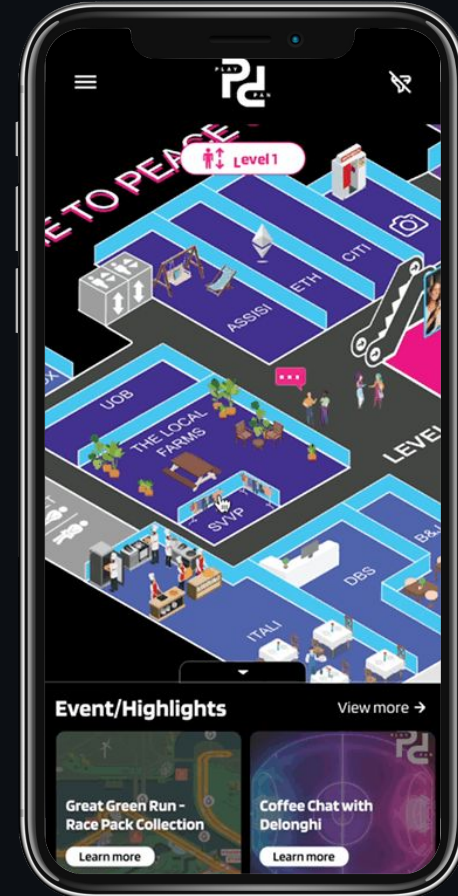 PLAY
PAN
E TO PEACE
Level 1
CITI
ETH
ASSISI
UOB
THE LOCAL
FARMS
LEVEL
SVVP
B&J
DBS
ITALI
Event/Highlights
View more →
Great Green Run -
Race Pack Collection
Learn more
Coffee Chat with
Delonghi
Learn more